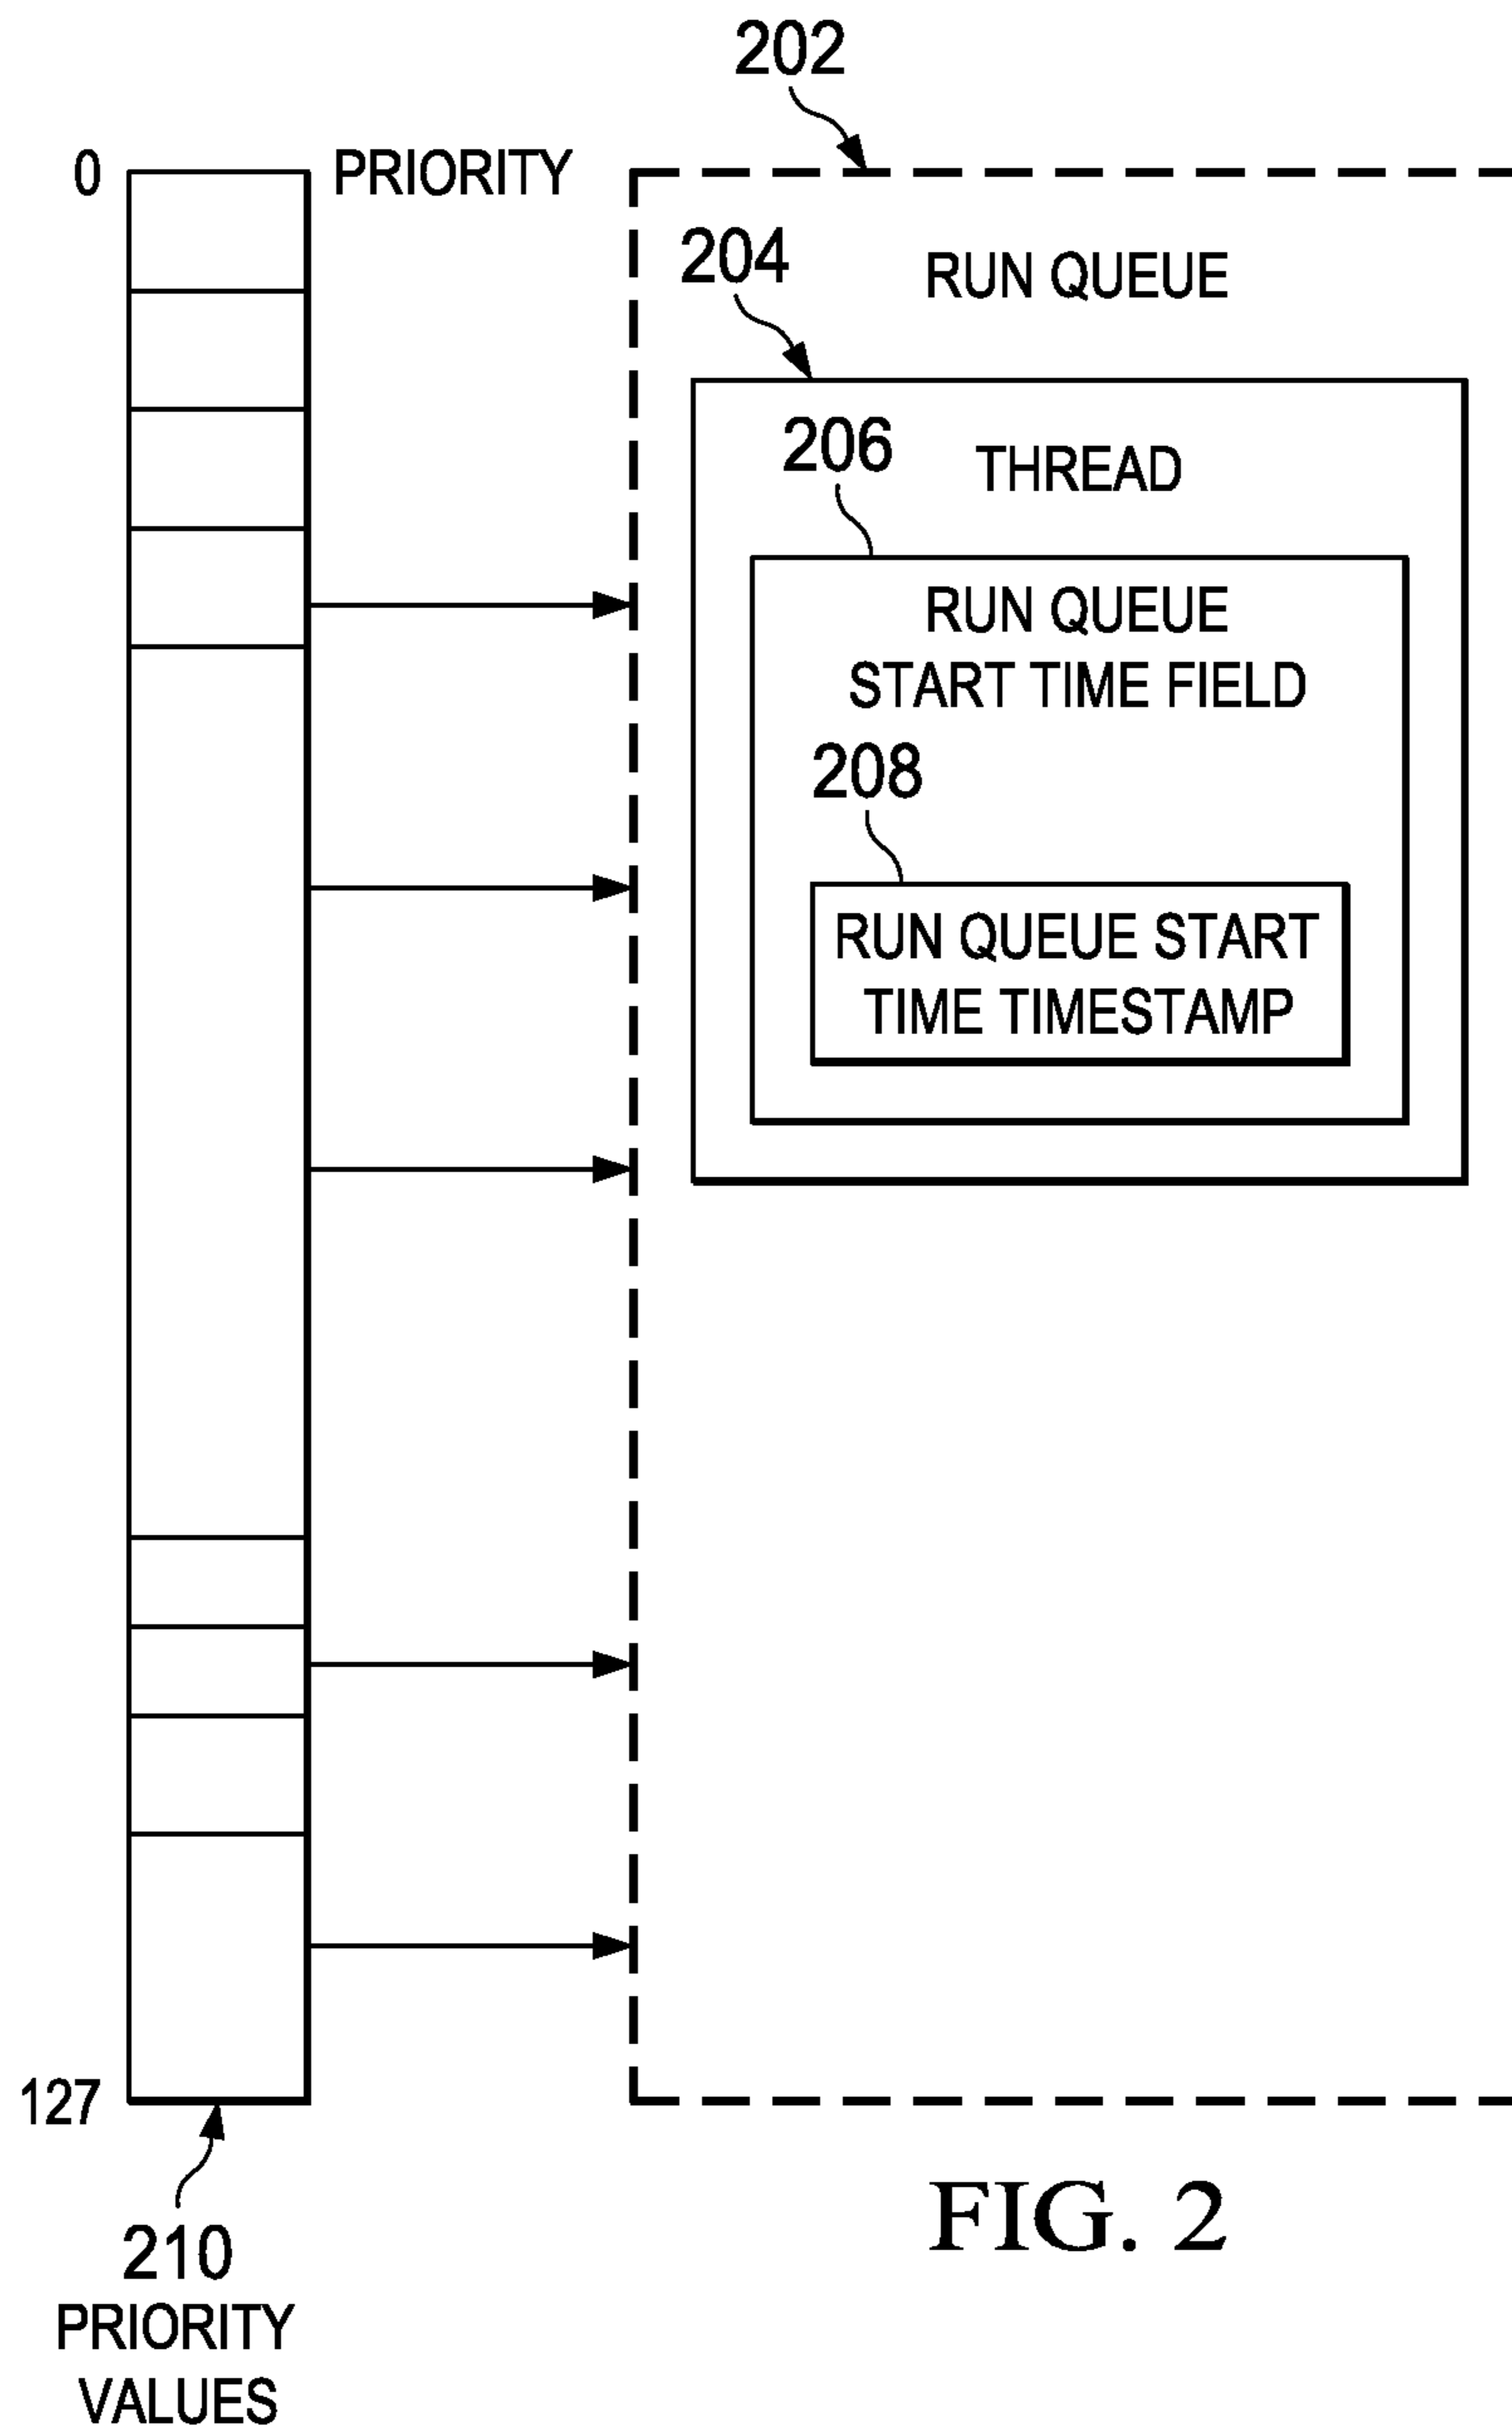 202
0
PRIORITY
204
RUN QUEUE
206
THREAD
RUN QUEUE
START TIME FIELD
208
RUN QUEUE START
TIME TIMESTAMP
127
210
PRIORITY
VALUES
FIG. 2